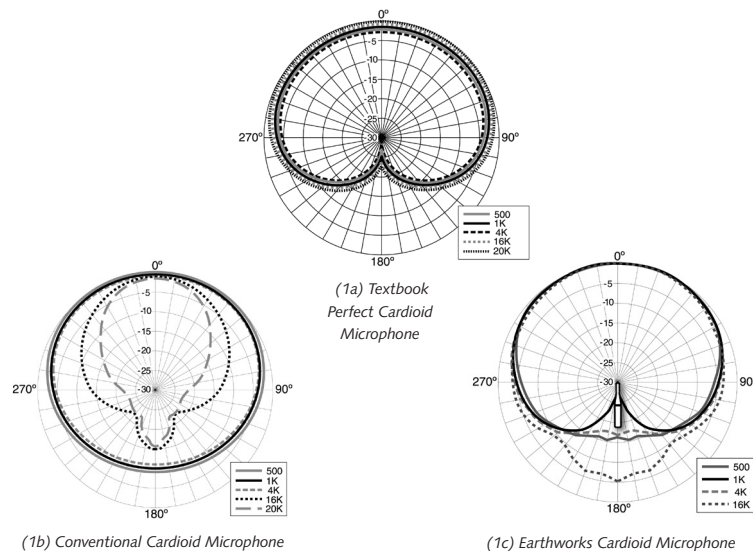 0º
-5
-10
-15
-20
-25
-30
270º
90º
180º
500
1K
4K
16K
20K
(1a) Textbook
Perfect Cardioid
Microphone
0º
-5
-10
-15
-20
-25
-30
270º
90º
180º
500
1K
4K
16K
20K
(1b) Conventional Cardioid Microphone
0º
-5
-10
-15
-20
-25
-30
270º
90º
180º
500
1K
4K
16K
(1c) Earthworks Cardioid Microphone